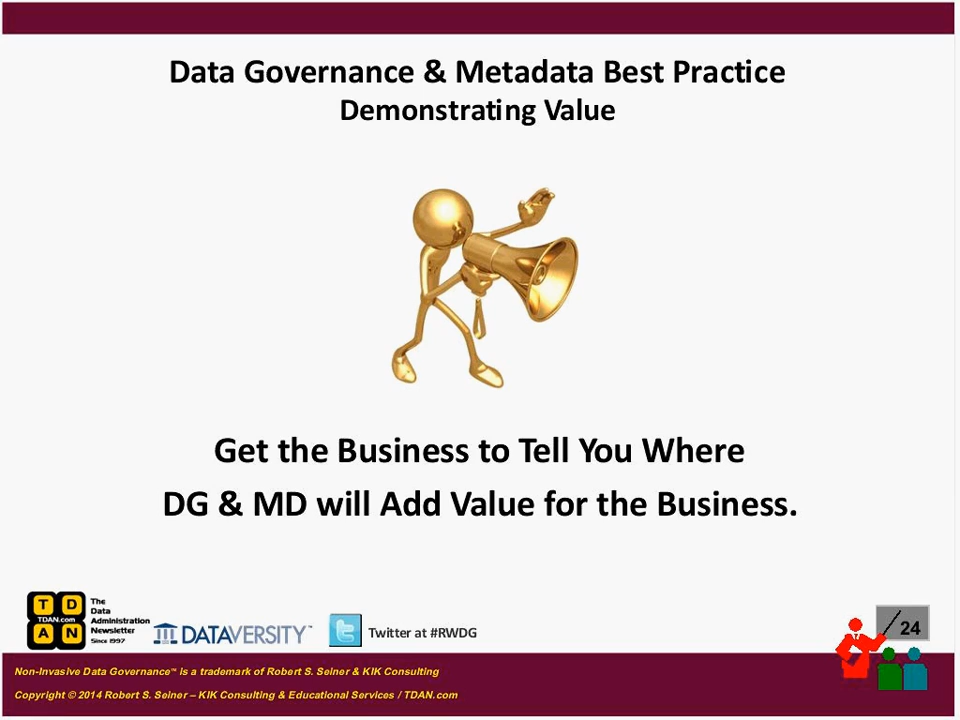 Data Governance & Metadata Best Practice
Demonstrating Value
Get the Business to Tell You Where
DG & MD will Add Value for the Business.
T D
TDAN.com
A N
The
Data
Administration
Newsletter
Since 1997
DATAVERSITY™
Twitter at #RWDG
24
Non-Invasive Data Governance™ is a trademark of Robert S. Seiner & KIK Consulting
Copyright © 2014 Robert S. Seiner – KIK Consulting & Educational Services / TDAN.com